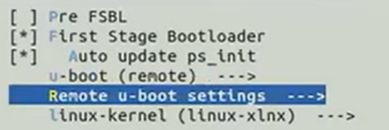 [ ] Pre FSBL
[*] First Stage Bootloader
[*]   Auto update ps_init
    u-boot (remote)  --->
    Remote u-boot settings  --->
    linux-kernel (linux-xlnx)  --->